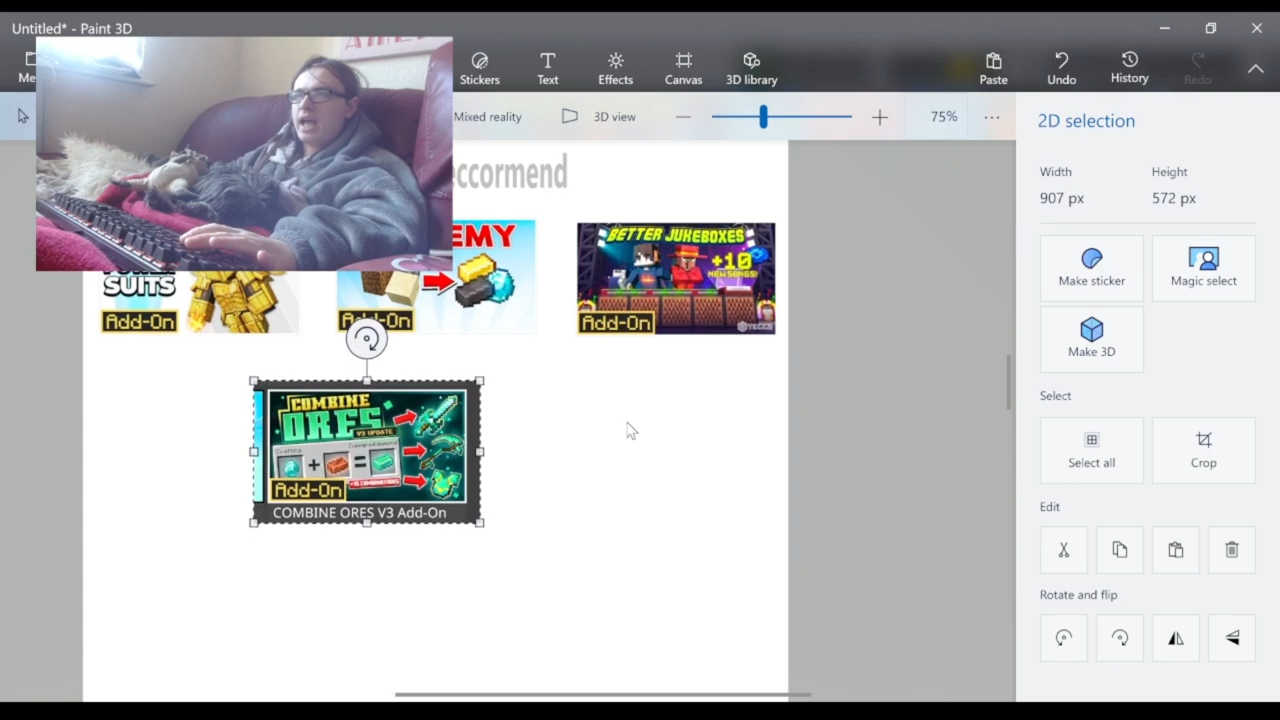 Untitled* - Paint 3D
Me
Stickers
Text
Effects
Canvas
3D library
Paste
Undo
History
Redo
Mixed reality
3D view
75%
2D selection
Width
Height
907 px
572 px
Make sticker
Magic select
Make 3D
Select
Select all
Crop
Edit
Rotate and flip
eccormend
SUITS
Add-On
EMY
Add-On
BETTER JUKEBOXES
+10
NEW SONGS!
Add-On
COMBINE
ORES
V3 UPDATE
+
=
Add-On
COMBINE ORES V3 Add-On